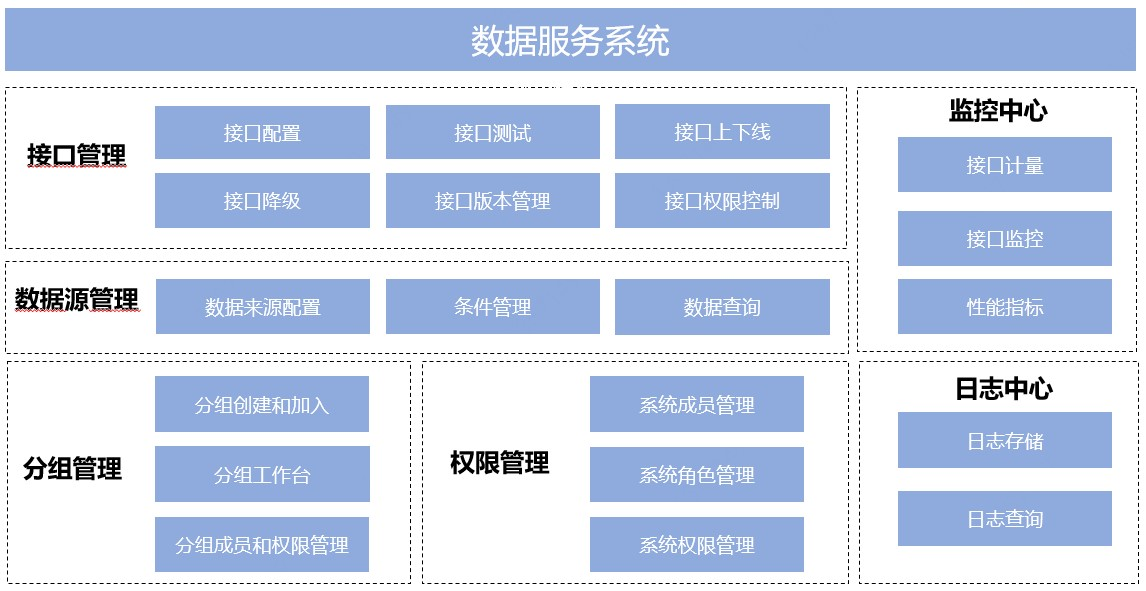 数据服务系统
接口管理
接口配置
接口测试
接口上下线
接口降级
接口版本管理
接口权限控制
数据源管理
数据来源配置
条件管理
数据查询
监控中心
接口计量
接口监控
性能指标
分组管理
分组创建和加入
分组工作台
分组成员和权限管理
权限管理
系统成员管理
系统角色管理
系统权限管理
日志中心
日志存储
日志查询